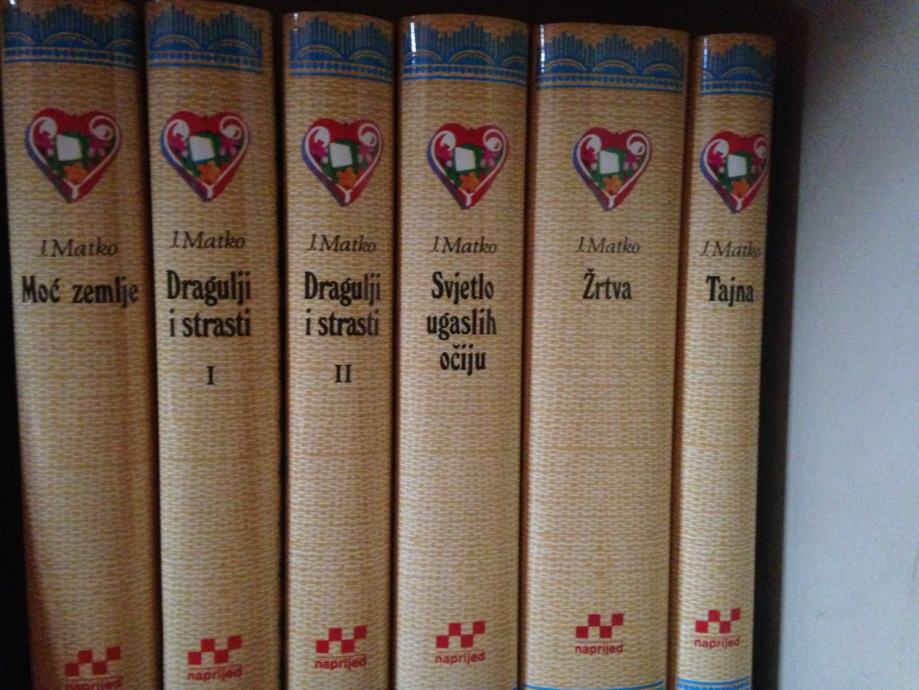 J.Matko
Moć zemlje
naprijed
J.Matko
Dragulji
i strasti
I
naprijed
J.Matko
Dragulji
i strasti
II
naprijed
J.Matko
Svjetlo
ugaslih
očiju
naprijed
J.Matko
Žrtva
naprijed
J.Matko
Tajna
naprijed